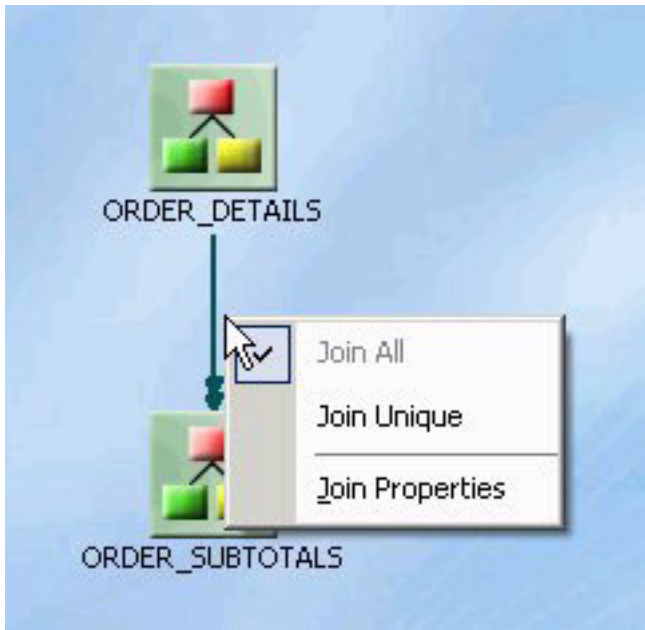 ORDER_DETAILS
Join All
Join Unique
Join Properties
ORDER_SUBTOTALS